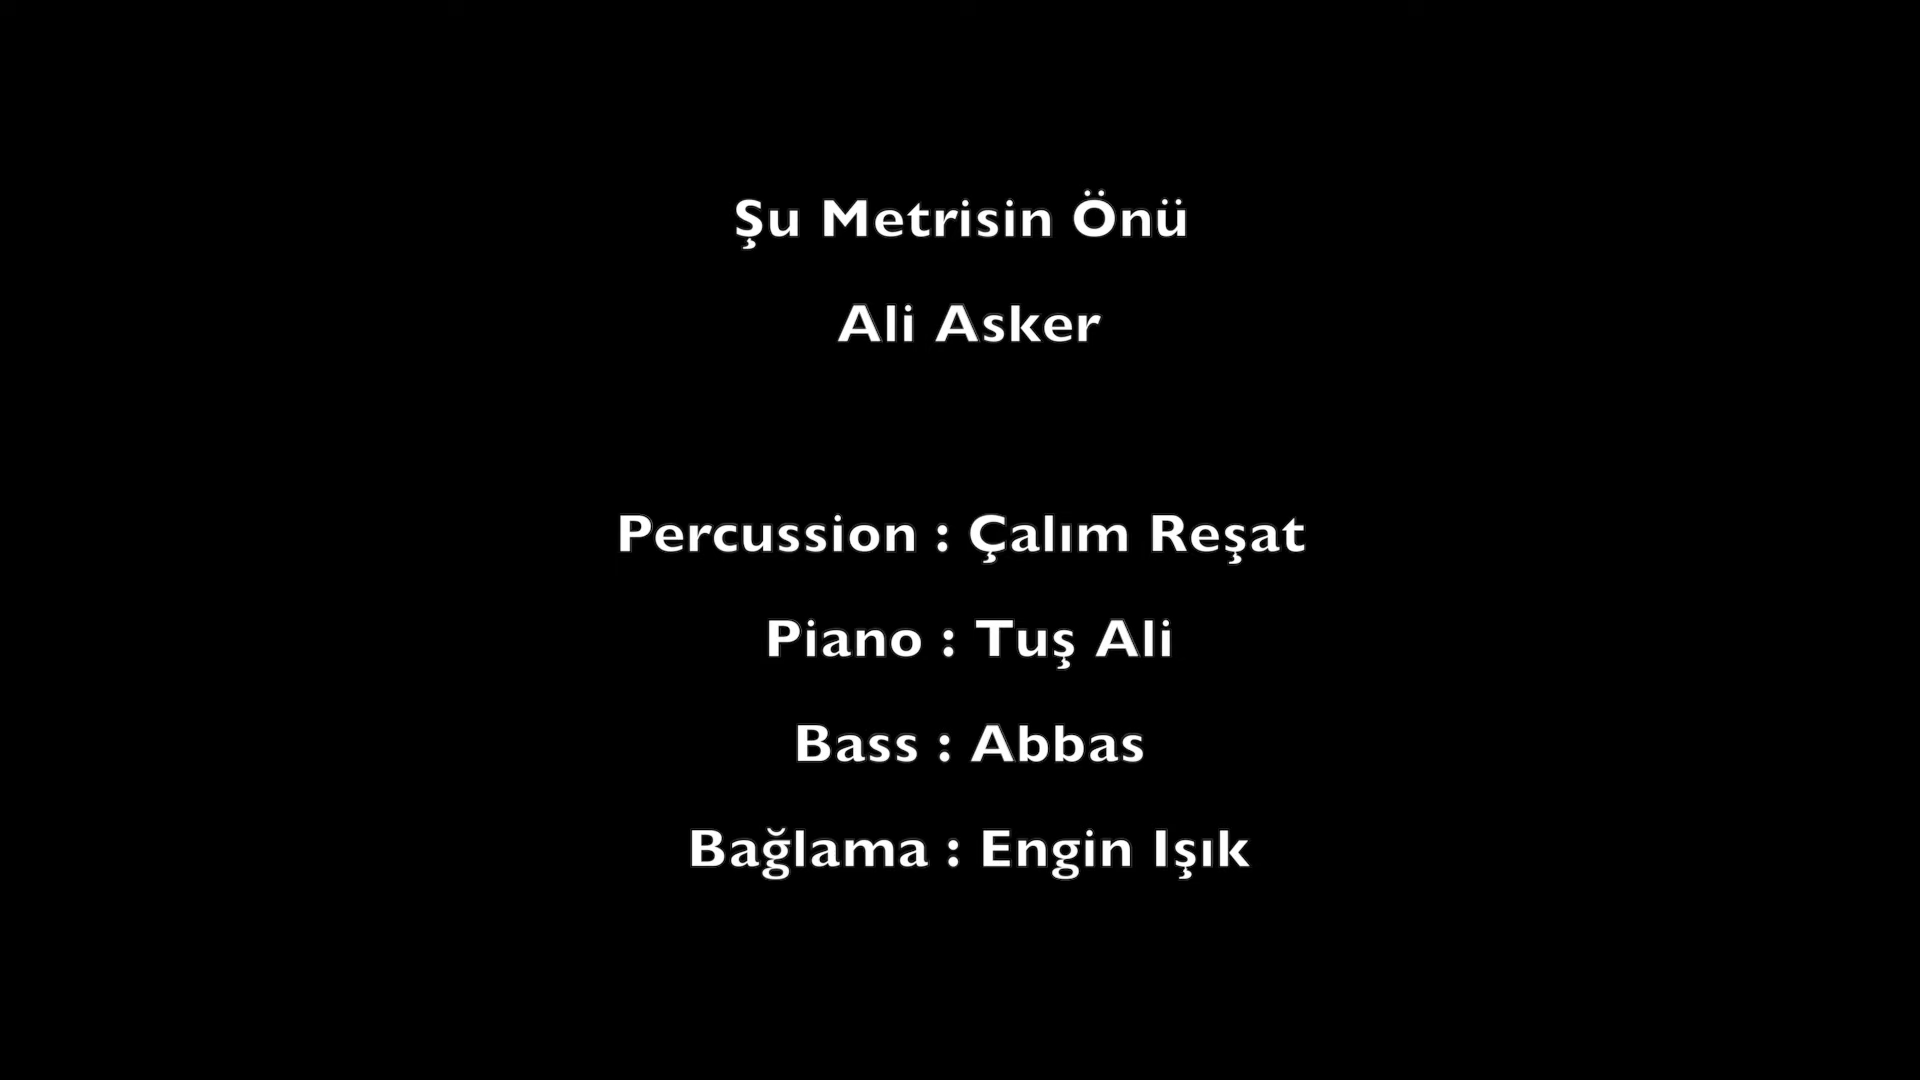 Şu Metrisin Önü
Ali Asker
Percussion : Çalım Reşat
Piano : Tuş Ali
Bass : Abbas
Bağlama : Engin Işık